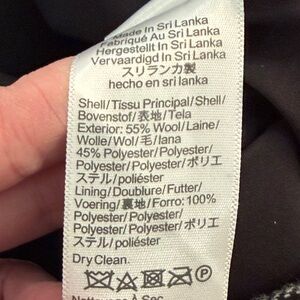 Made In Sri Lanka
Fabriqué Au Sri Lanka
Hergestellt In Sri Lanka
Vervaardigd In Sri Lanka
スリランカ製
hecho en sri lanka
Shell/Tissu Principal/Shell/
Bovenstof/表地/Tela
Exterior: 55% Wool/Laine/
Wolle/Wol/毛/lana
45% Polyester/Polyester/
Polyester/Polyester/ポリエ
ステル/poliéster
Lining/Doublure/Futter/
Voering/裏地/Forro: 100%
Polyester/Polyester/
Polyester/Polyester/ポリエ
ステル/poliéster
Dry Clean.
P
Nettoyage À Sec